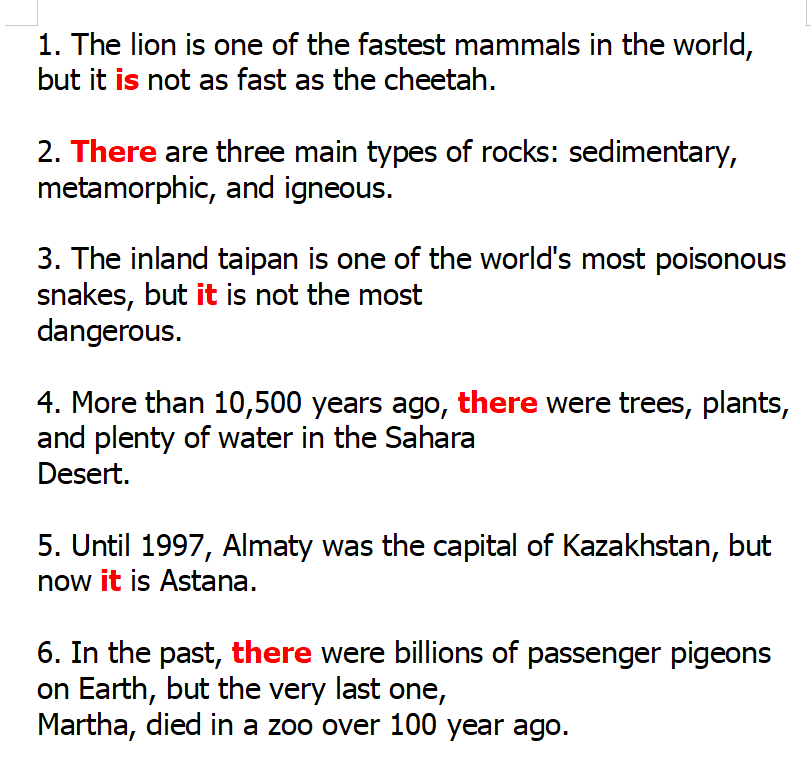 1. The lion is one of the fastest mammals in the world,
but it is not as fast as the cheetah.
2. There are three main types of rocks: sedimentary,
metamorphic, and igneous.
3. The inland taipan is one of the world's most poisonous
snakes, but it is not the most
dangerous.
4. More than 10,500 years ago, there were trees, plants,
and plenty of water in the Sahara
Desert.
5. Until 1997, Almaty was the capital of Kazakhstan, but
now it is Astana.
6. In the past, there were billions of passenger pigeons
on Earth, but the very last one,
Martha, died in a zoo over 100 year ago.